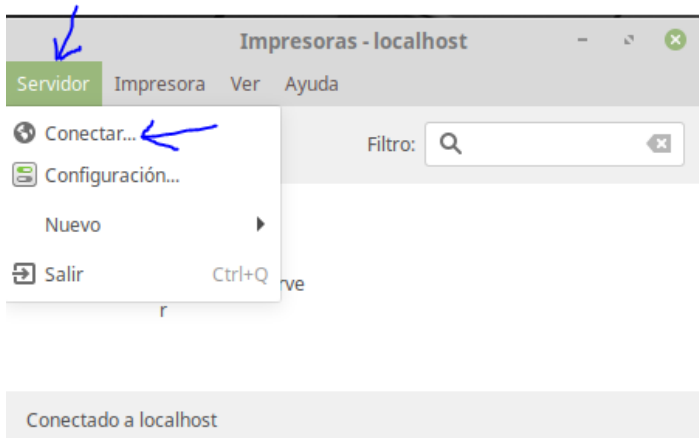 Impresoras - localhost
Servidor Impresora Ver Ayuda
Conectar...
Filtro:
Configuración...
Nuevo
Salir Ctrl+Q
rve
r
Conectado a localhost